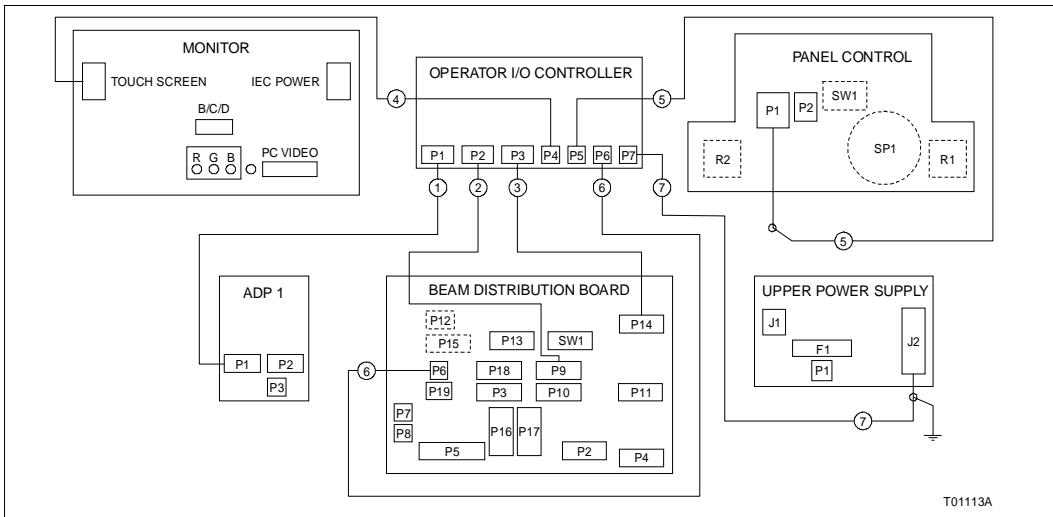 MONITOR
TOUCH SCREEN
IEC POWER
B/C/D
R G B
PC VIDEO
OPERATOR I/O CONTROLLER
4
5
P1 P2 P3 P4 P5 P6 P7
1 2 3 6 7
PANEL CONTROL
P1
P2
SW1
R2
SP1
R1
5
ADP 1
P1
P2
P3
BEAM DISTRIBUTION BOARD
P12
P14
P15
P13
SW1
6
P6
P18
P9
P19
P3
P10
P11
P7
P8
P16
P17
P5
P2
P4
UPPER POWER SUPPLY
J1
F1
J2
P1
7
T01113A